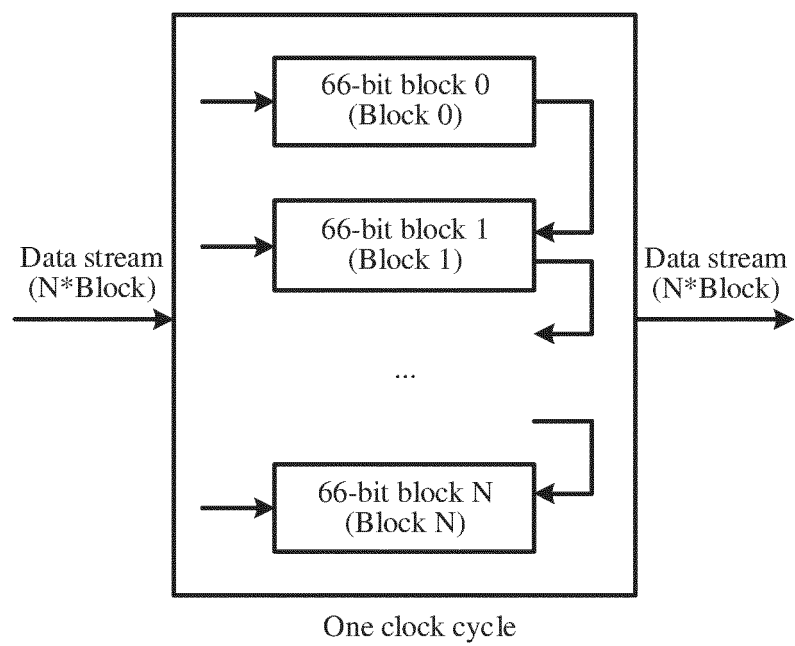 66-bit block 0
(Block 0)
66-bit block 1
(Block 1)
Data stream
(N*Block)
Data stream
(N*Block)
...
66-bit block N
(Block N)
One clock cycle